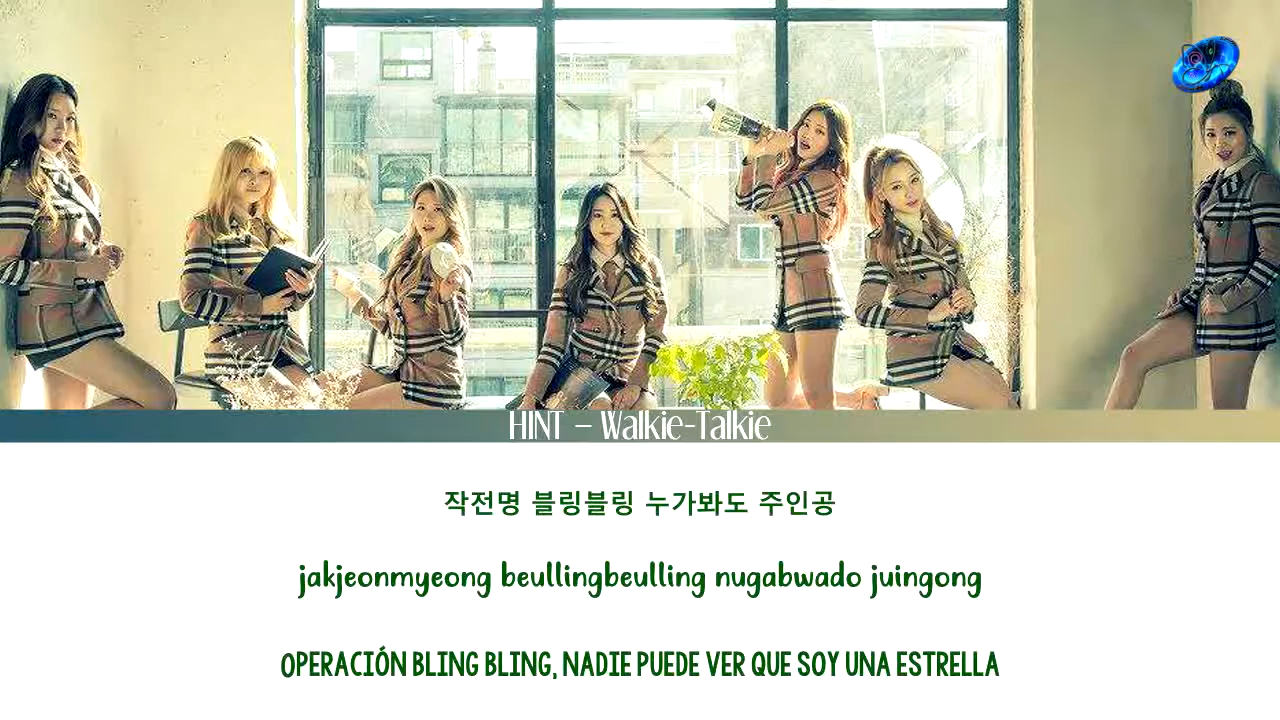 HINT – Walkie-Talkie
작전명 블링블링 누가봐도 주인공
jakjeonmyeong beullingbeulling nugabwado juingong
OPERACIÓN BLING BLING, NADIE PUEDE VER QUE SOY UNA ESTRELLA